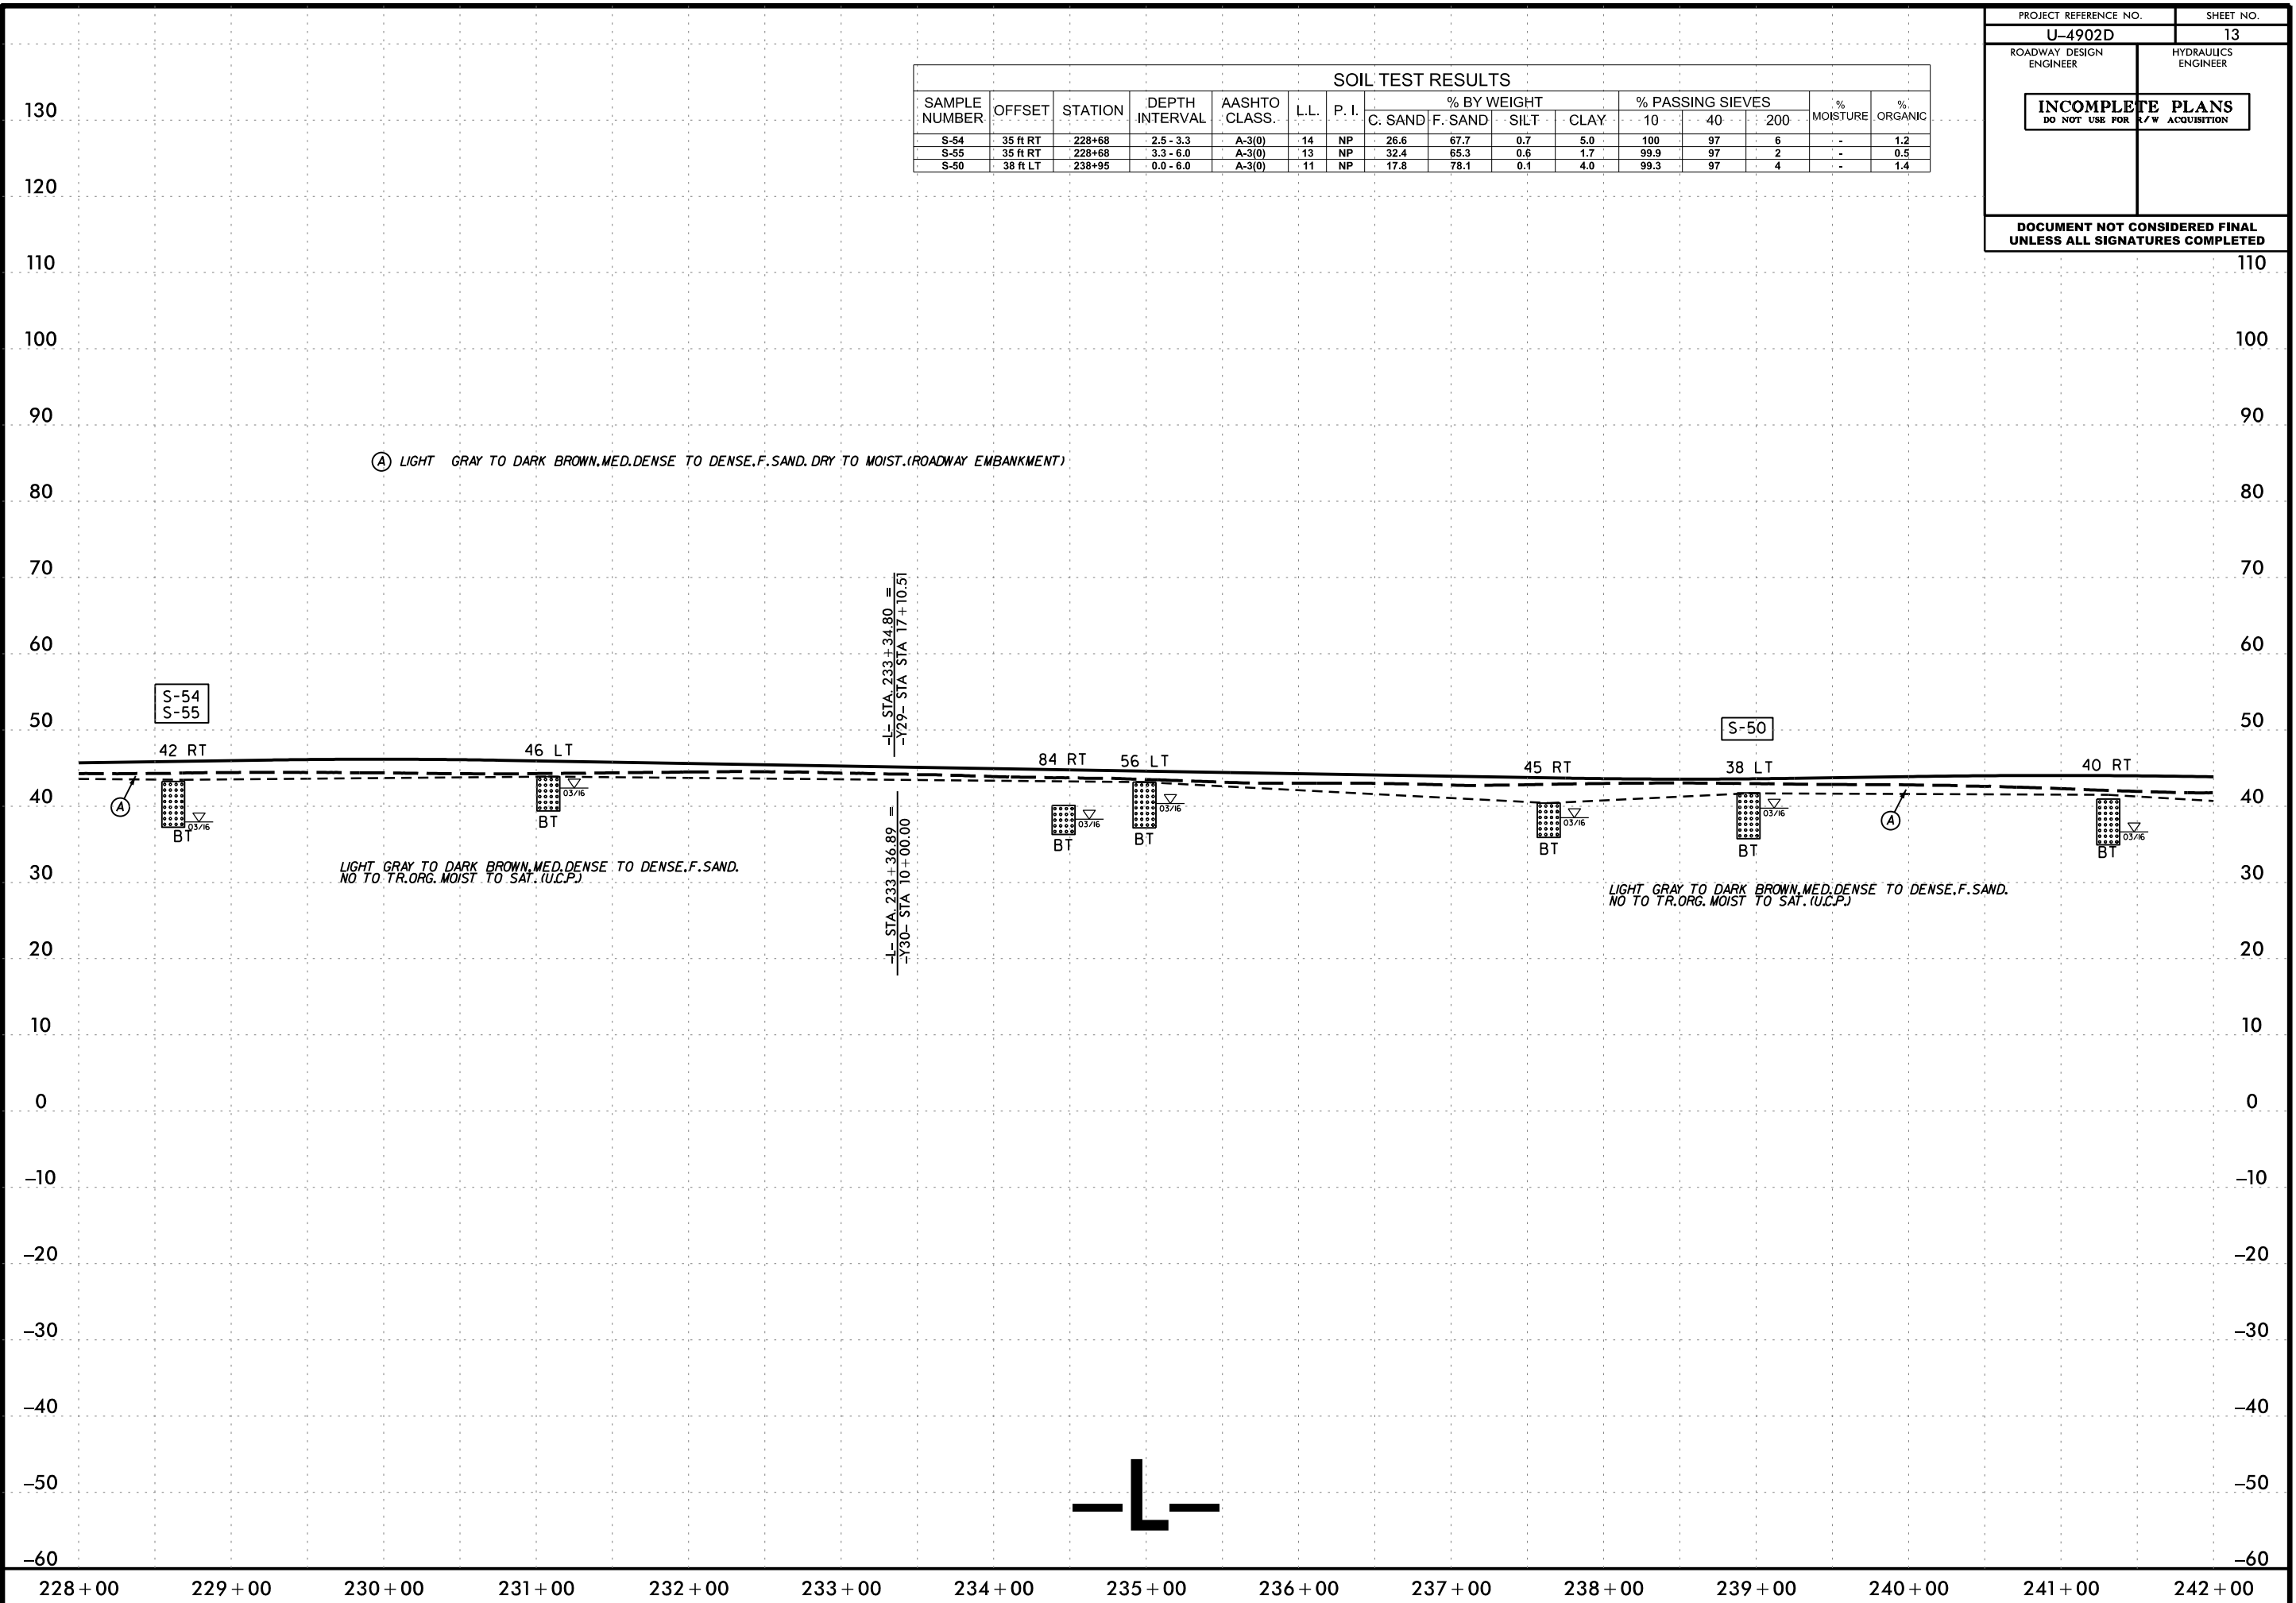 PROJECT REFERENCE NO. SHEET NO.
U-4902D 13
ROADWAY DESIGN ENGINEER HYDRAULICS ENGINEER
INCOMPLETE PLANS
DO NOT USE FOR R/W ACQUISITION
DOCUMENT NOT CONSIDERED FINAL
UNLESS ALL SIGNATURES COMPLETED
SOIL TEST RESULTS
SAMPLE NUMBER OFFSET STATION DEPTH INTERVAL AASHTO CLASS. L.L. P.I. % BY WEIGHT % PASSING SIEVES % MOISTURE % ORGANIC
C. SAND F. SAND SILT CLAY 10 40 200
S-54 35 ft RT 228+68 2.5 - 3.3 A-3(0) 14 NP 26.6 67.7 0.7 5.0 100 97 6 - 1.2
S-55 35 ft RT 228+68 3.3 - 6.0 A-3(0) 13 NP 32.4 65.3 0.6 1.7 99.9 97 2 - 0.5
S-50 38 ft LT 238+95 0.0 - 6.0 A-3(0) 11 NP 17.8 78.1 0.1 4.0 99.3 97 4 - 1.4
130
120
110 110
100 100
90 90
A LIGHT GRAY TO DARK BROWN,MED.DENSE TO DENSE,F.SAND. DRY TO MOIST.(ROADWAY EMBANKMENT)
80 80
70 70
-L- STA. 233+34.80 =
-Y29- STA 17+10.51
60 60
S-54
S-55
50 50
S-50
42 RT 46 LT 84 RT 56 LT 45 RT 38 LT 40 RT
40 40
A A
03/16 03/16 03/16 03/16 03/16 03/16 03/16
BT BT BT BT BT BT BT
LIGHT GRAY TO DARK BROWN,MED.DENSE TO DENSE,F.SAND.
NO TO TR.ORG. MOIST TO SAT.(U.C.P.)
30 30
LIGHT GRAY TO DARK BROWN,MED.DENSE TO DENSE,F.SAND.
NO TO TR.ORG. MOIST TO SAT.(U.C.P.)
-L- STA. 233+36.89 =
-Y30- STA 10+00.00
20 20
10 10
0 0
-10 -10
-20 -20
-30 -30
-40 -40
-50 -50
-L-
-60 -60
228+00 229+00 230+00 231+00 232+00 233+00 234+00 235+00 236+00 237+00 238+00 239+00 240+00 241+00 242+00